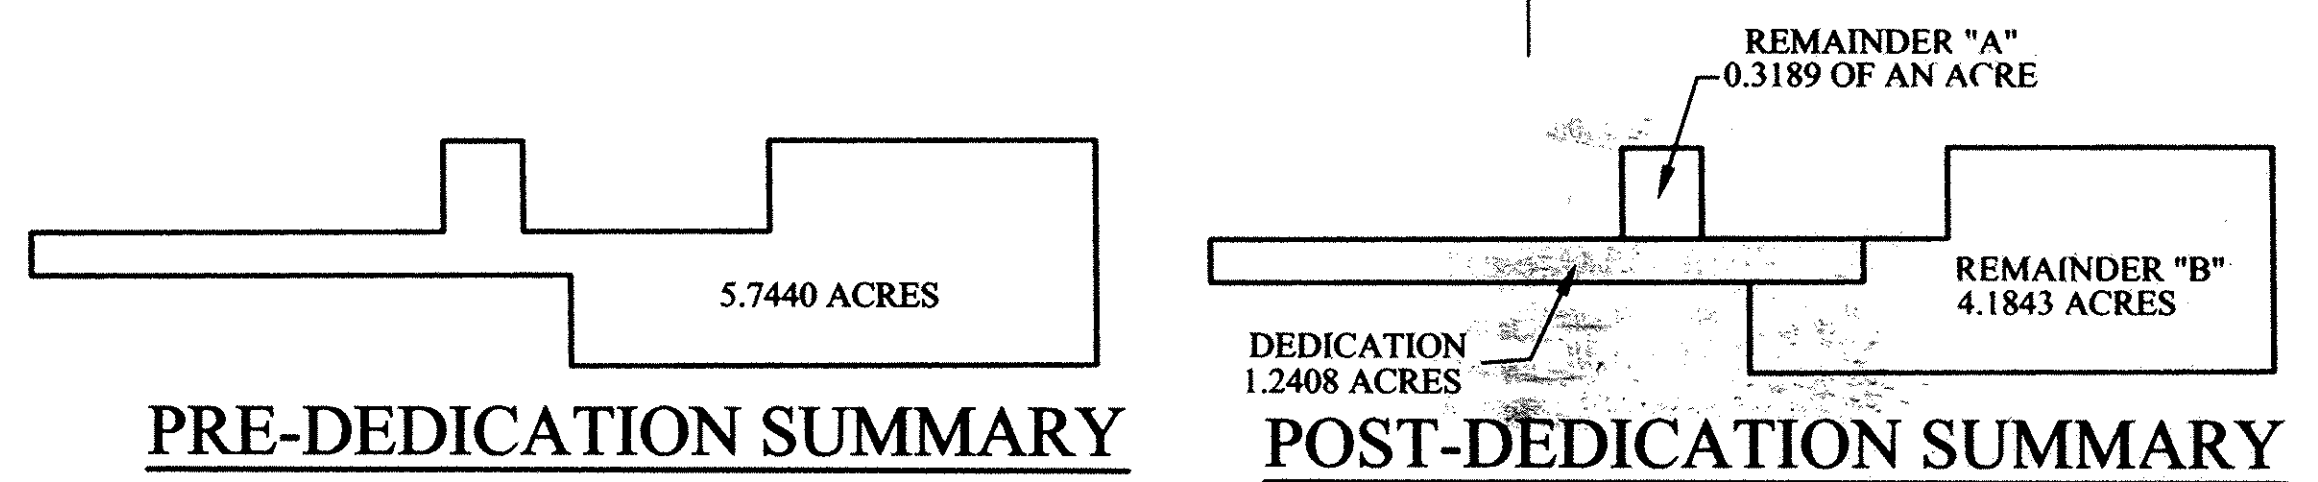 5.7440 ACRES
PRE-DEDICATION SUMMARY
REMAINDER "A"
0.3189 OF AN ACRE
REMAINDER "B"
4.1843 ACRES
DEDICATION
1.2408 ACRES
POST-DEDICATION SUMMARY